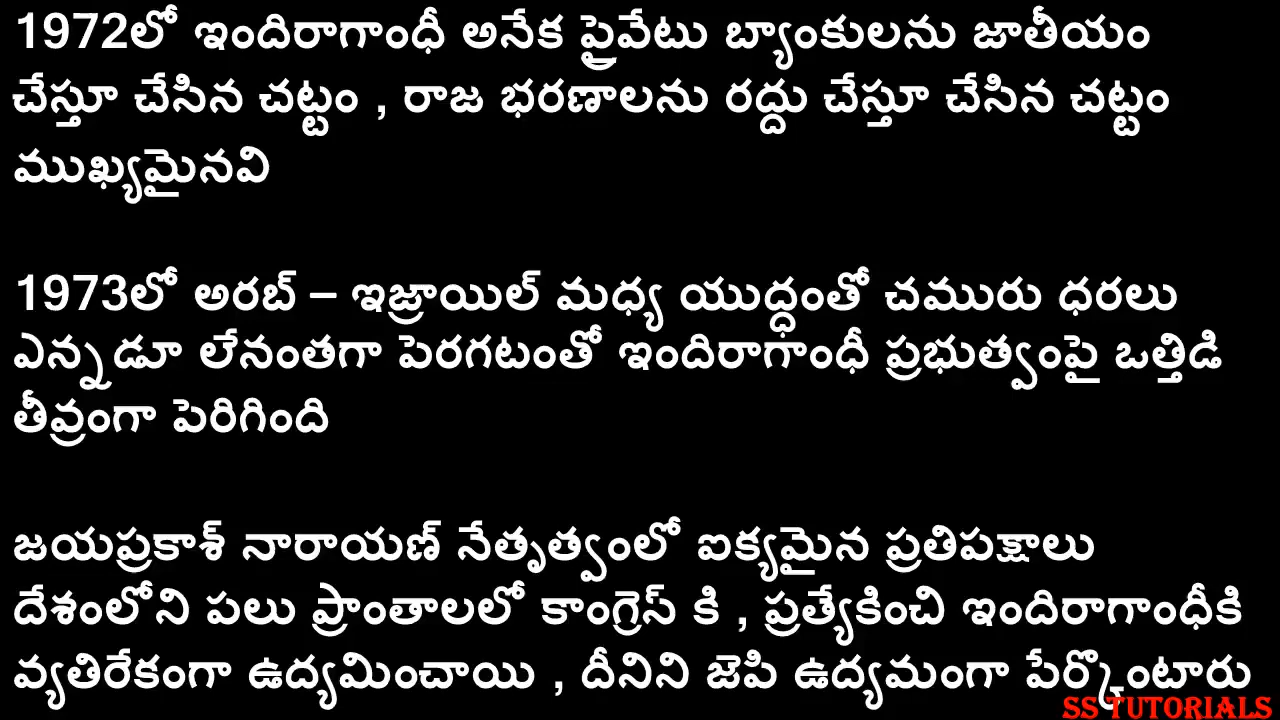 1972లో ఇందిరాగాంధీ అనేక ప్రైవేటు బ్యాంకులను జాతీయం
చేస్తూ చేసిన చట్టం , రాజ భరణాలను రద్దు చేస్తూ చేసిన చట్టం
ముఖ్యమైనవి
1973లో అరబ్ – ఇజ్రాయిల్ మధ్య యుద్ధంతో చమురు ధరలు
ఎన్నడూ లేనంతగా పెరగటంతో ఇందిరాగాంధీ ప్రభుత్వంపై ఒత్తిడి
తీవ్రంగా పెరిగింది
జయప్రకాశ్ నారాయణ్ నేతృత్వంలో ఐక్యమైన ప్రతిపక్షాలు
దేశంలోని పలు ప్రాంతాలలో కాంగ్రెస్ కి , ప్రత్యేకించి ఇందిరాగాంధీకి
వ్యతిరేకంగా ఉద్యమించాయి , దీనిని జెపి ఉద్యమంగా పేర్కొంటారు
SS TUTORIALS